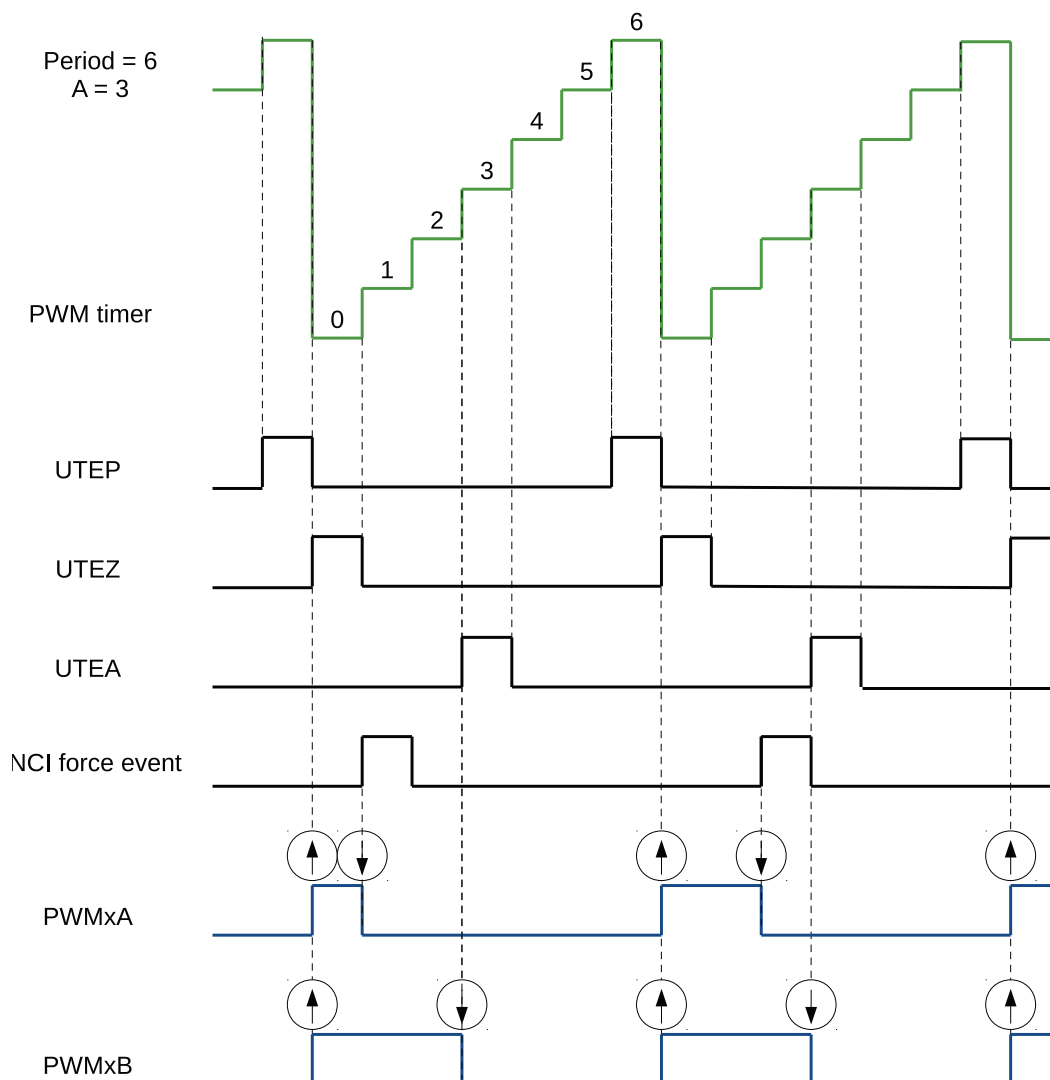 6
Period = 6
A = 3
5
4
3
2
1
0
PWM timer
UTEP
UTEZ
UTEA
NCI force event
PWMxA
PWMxB